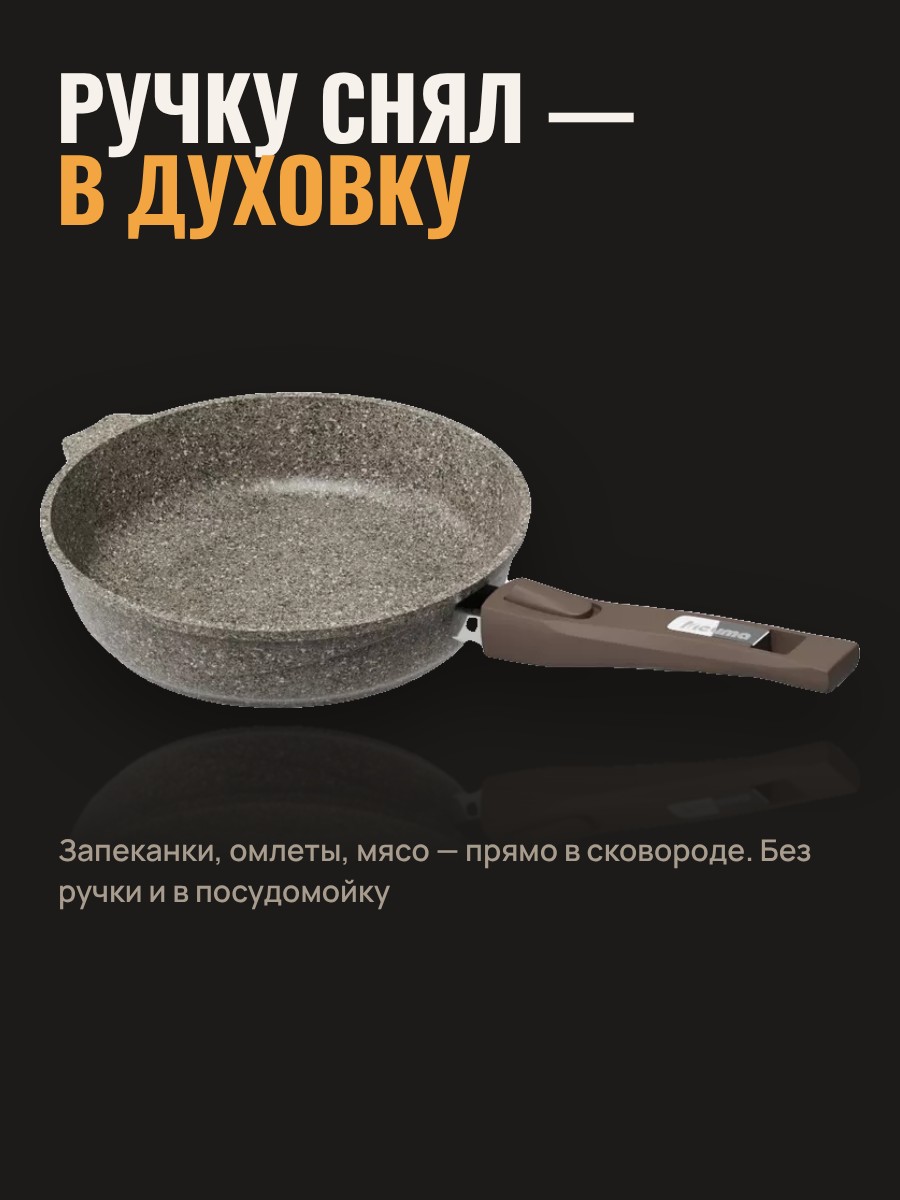 РУЧКУ СНЯЛ —
В ДУХОВКУ
Запеканки, омлеты, мясо — прямо в сковороде. Без
ручки и в посудомойку